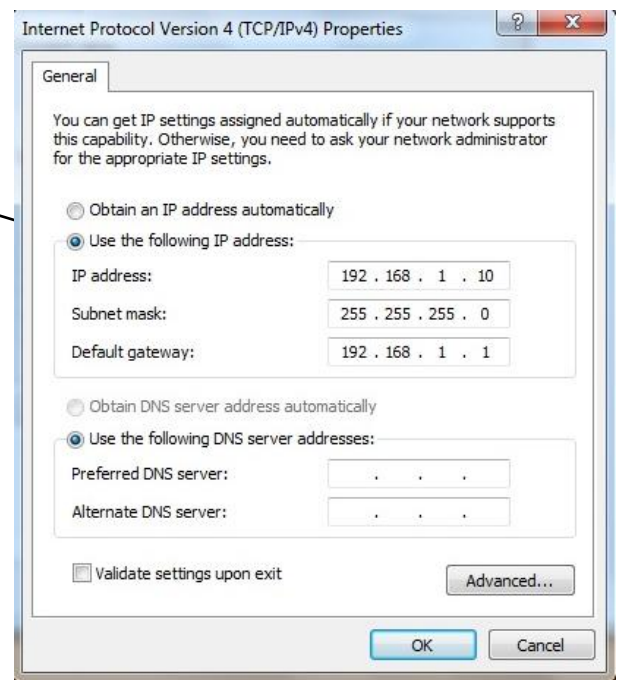 Internet Protocol Version 4 (TCP/IPv4) Properties
? X
General
You can get IP settings assigned automatically if your network supports
this capability. Otherwise, you need to ask your network administrator
for the appropriate IP settings.
Obtain an IP address automatically
Use the following IP address:
IP address: 192 . 168 . 1 . 10
Subnet mask: 255 . 255 . 255 . 0
Default gateway: 192 . 168 . 1 . 1
Obtain DNS server address automatically
Use the following DNS server addresses:
Preferred DNS server: . . .
Alternate DNS server: . . .
Validate settings upon exit
Advanced...
OK Cancel